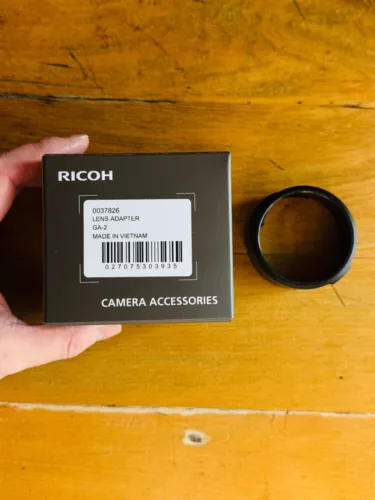 RICOH
0037826
LENS ADAPTER
GA-2
MADE IN VIETNAM
027075303935
CAMERA ACCESSORIES